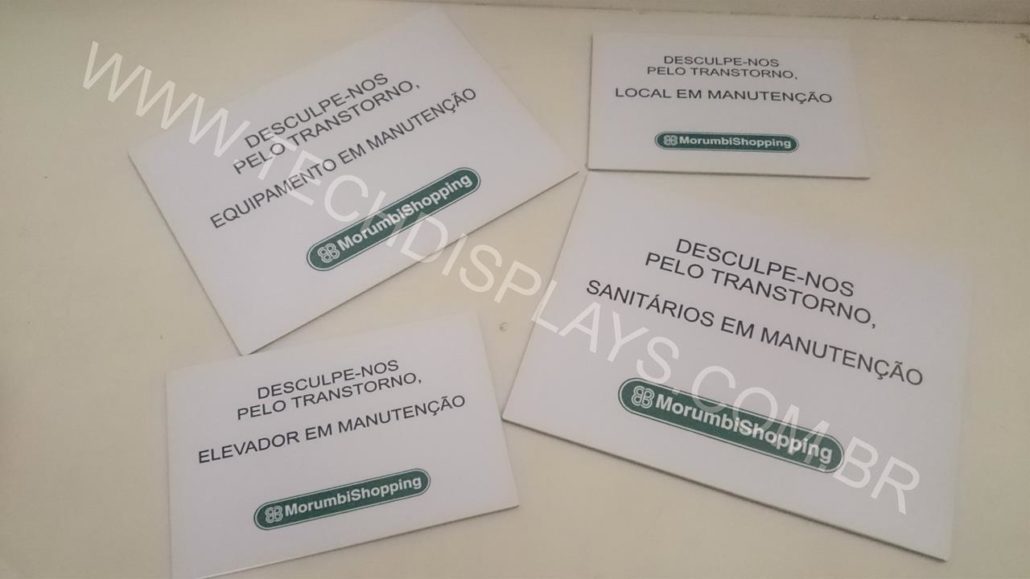 DESCULPE-NOS
PELO TRANSTORNO,
EQUIPAMENTO EM MANUTENÇÃO
MorumbiShopping
DESCULPE-NOS
PELO TRANSTORNO,
LOCAL EM MANUTENÇÃO
MorumbiShopping
DESCULPE-NOS
PELO TRANSTORNO,
ELEVADOR EM MANUTENÇÃO
MorumbiShopping
DESCULPE-NOS
PELO TRANSTORNO,
SANITÁRIOS EM MANUTENÇÃO
MorumbiShopping
WWW.TECHDISPLAYS.COM.BR